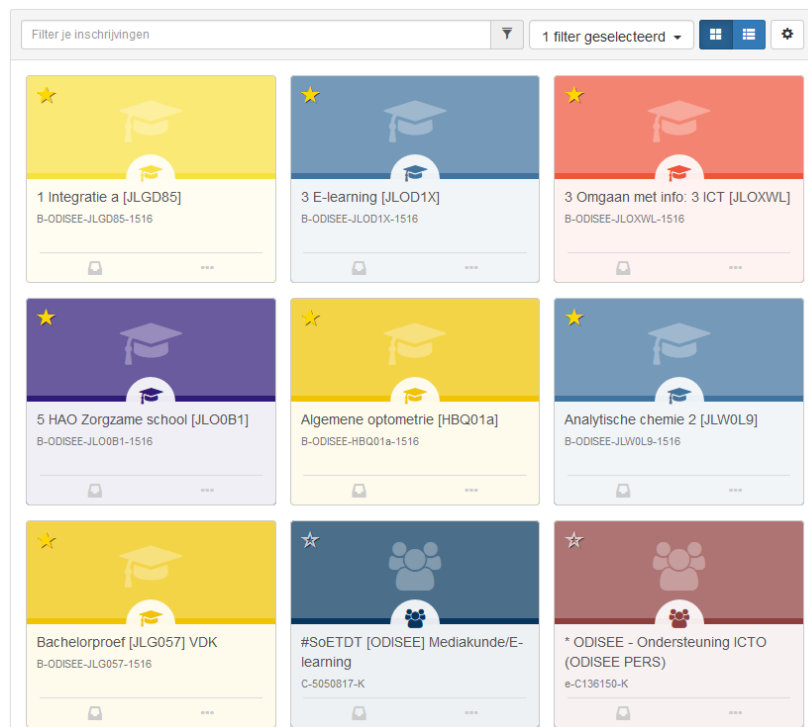 Filter je inschrijvingen
1 filter geselecteerd
1 Integratie a [JLGD85]
B-ODISEE-JLGD85-1516
3 E-learning [JLOD1X]
B-ODISEE-JLOD1X-1516
3 Omgaan met info: 3 ICT [JLOXWL]
B-ODISEE-JLOXWL-1516
5 HAO Zorgzame school [JLO0B1]
B-ODISEE-JLO0B1-1516
Algemene optometrie [HBQ01a]
B-ODISEE-HBQ01a-1516
Analytische chemie 2 [JLW0L9]
B-ODISEE-JLW0L9-1516
Bachelorproef [JLG057] VDK
B-ODISEE-JLG057-1516
#SoETDT [ODISEE] Mediakunde/E-
learning
C-5050817-K
* ODISEE - Ondersteuning ICTO
(ODISEE PERS)
e-C136150-K